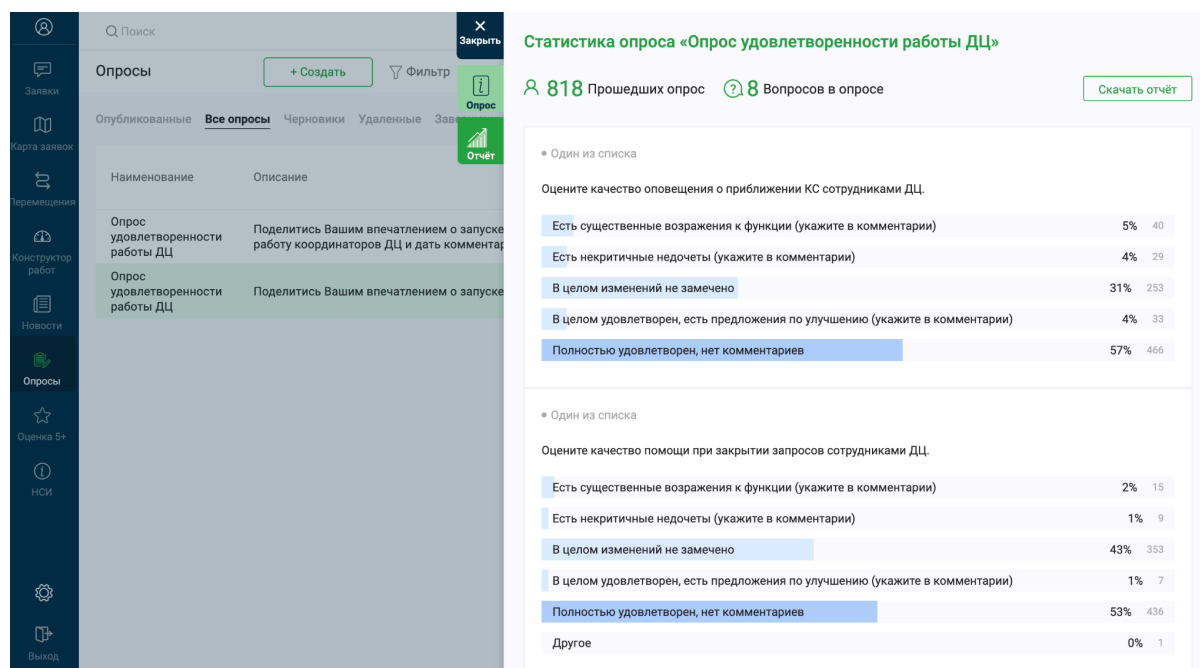 Заявки
Карта заявок
Перемещения
Конструктор
работ
Новости
Опросы
Оценка 5+
НСИ
Выход
Поиск
Опросы
+ Создать
Фильтр
Опубликованные Все опросы Черновики Удаленные
Наименование Описание
Опрос
удовлетворенности
работы ДЦ
Поделитись Вашим впечатлением о запуске
работу координаторов ДЦ и дать комментар
Опрос
удовлетворенности
работы ДЦ
Поделитись Вашим впечатлением о запуске
Закрыть
Опрос
Отчёт
Статистика опроса «Опрос удовлетворенности работы ДЦ»
818 Прошедших опрос 8 Вопросов в опросе
Скачать отчёт
Один из списка
Оцените качество оповещения о приближении КС сотрудниками ДЦ.
Есть существенные возражения к функции (укажите в комментарии) 5% 40
Есть некритичные недочеты (укажите в комментарии) 4% 29
В целом изменений не замечено 31% 253
В целом удовлетворен, есть предложения по улучшению (укажите в комментарии) 4% 33
Полностью удовлетворен, нет комментариев 57% 466
Один из списка
Оцените качество помощи при закрытии запросов сотрудниками ДЦ.
Есть существенные возражения к функции (укажите в комментарии) 2% 15
Есть некритичные недочеты (укажите в комментарии) 1% 9
В целом изменений не замечено 43% 353
В целом удовлетворен, есть предложения по улучшению (укажите в комментарии) 1% 7
Полностью удовлетворен, нет комментариев 53% 436
Другое 0% 1